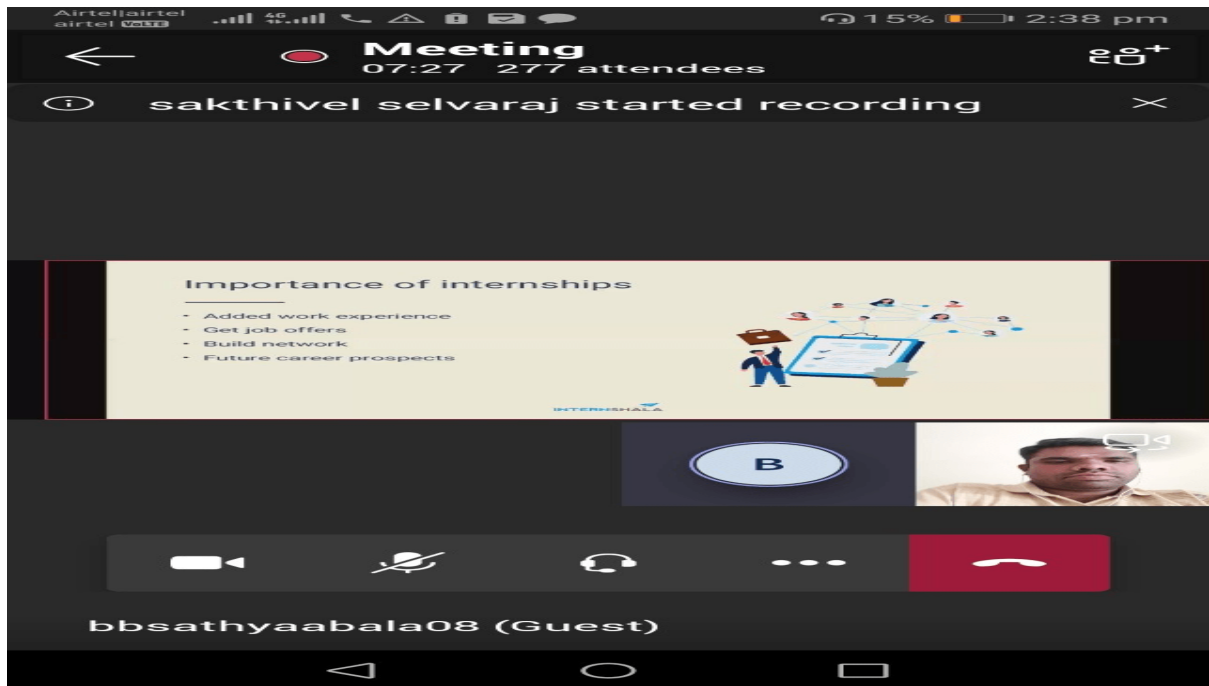 Airtel|airtel
airtel VoLTE
4G
15% 2:38 pm
Meeting
07:27 277 attendees
sakthivel selvaraj started recording
Importance of internships
• Added work experience
• Get job offers
• Build network
• Future career prospects
INTERNSHALA
B
bbsathyaabala08 (Guest)